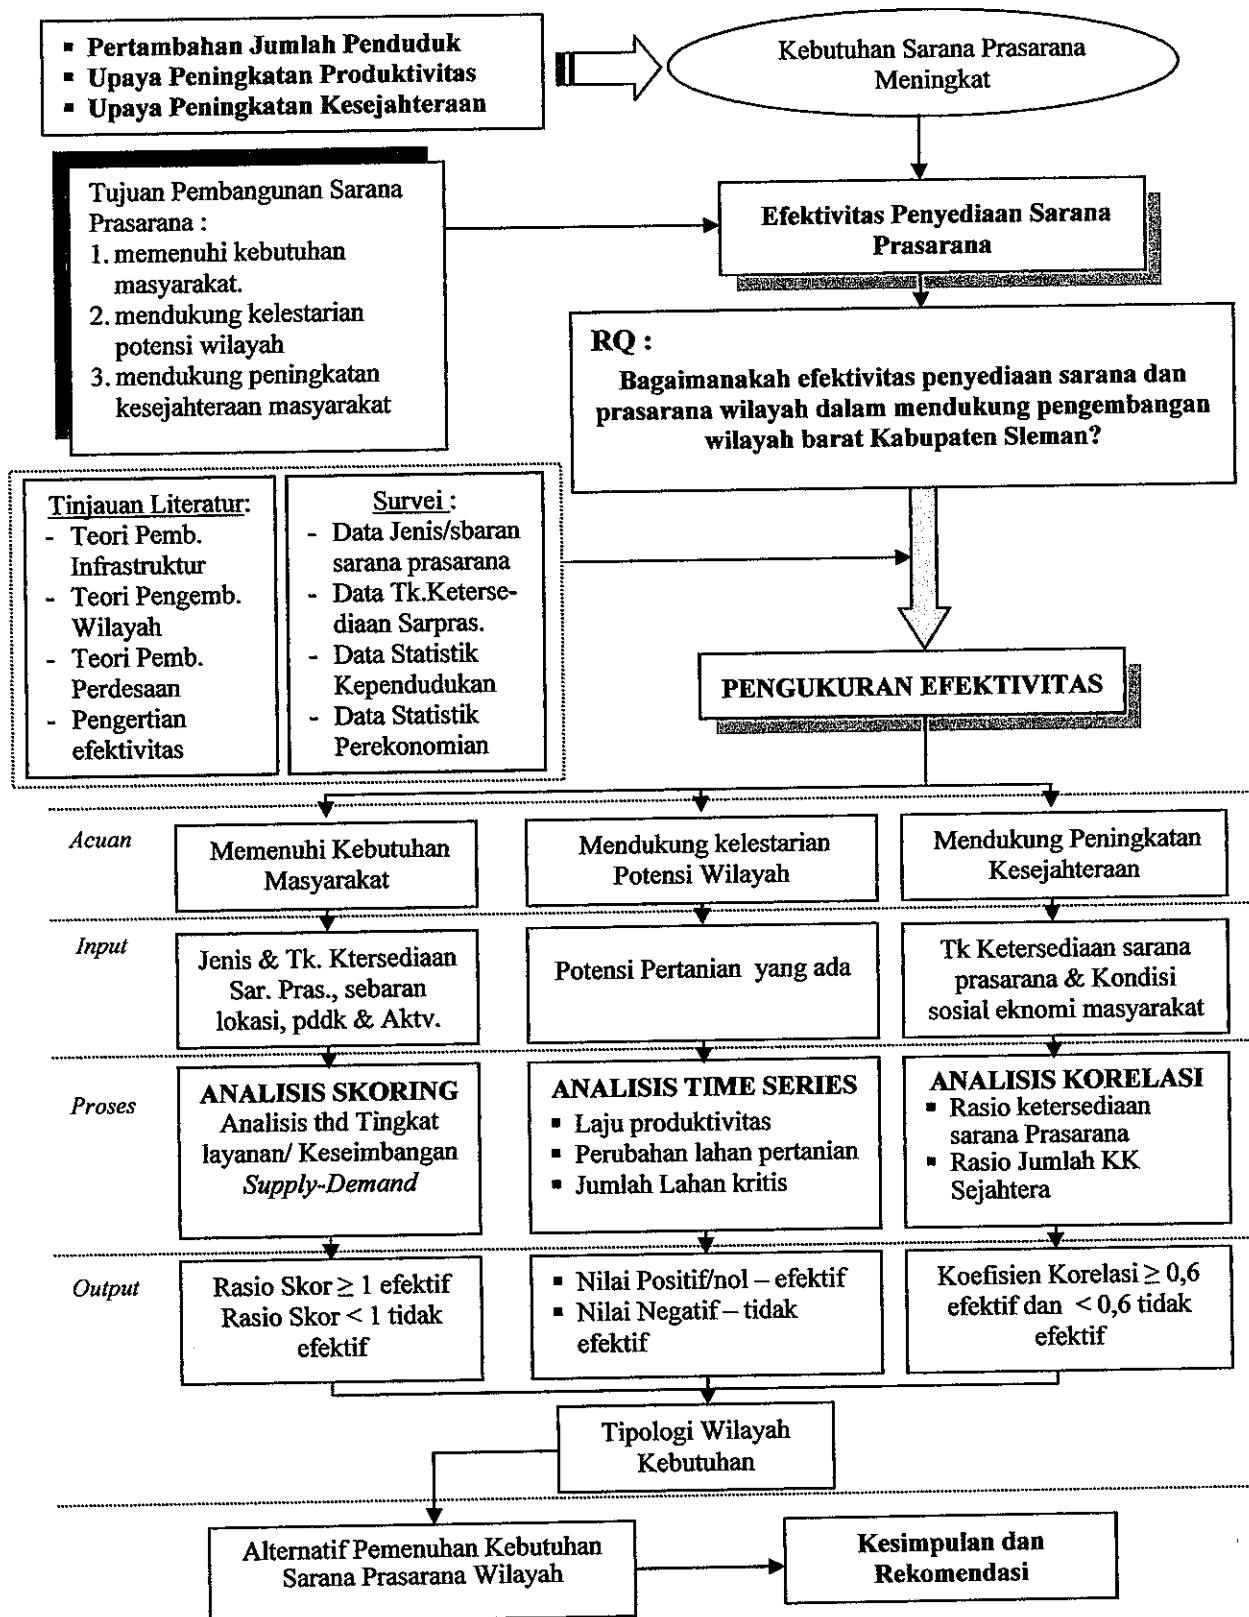 ▪ Pertambahan Jumlah Penduduk
▪ Upaya Peningkatan Produktivitas
▪ Upaya Peningkatan Kesejahteraan
Kebutuhan Sarana Prasarana
Meningkat
Tujuan Pembangunan Sarana
Prasarana :
1. memenuhi kebutuhan
masyarakat.
2. mendukung kelestarian
potensi wilayah
3. mendukung peningkatan
kesejahteraan masyarakat
Efektivitas Penyediaan Sarana
Prasarana
RQ :
Bagaimanakah efektivitas penyediaan sarana dan
prasarana wilayah dalam mendukung pengembangan
wilayah barat Kabupaten Sleman?
Tinjauan Literatur:
- Teori Pemb.
Infrastruktur
- Teori Pengemb.
Wilayah
- Teori Pemb.
Perdesaan
- Pengertian
efektivitas
Survei :
- Data Jenis/sbaran
sarana prasarana
- Data Tk.Keterse-
diaan Sarpras.
- Data Statistik
Kependudukan
- Data Statistik
Perekonomian
PENGUKURAN EFEKTIVITAS
Acuan
Memenuhi Kebutuhan
Masyarakat
Mendukung kelestarian
Potensi Wilayah
Mendukung Peningkatan
Kesejahteraan
Input
Jenis & Tk. Ktersediaan
Sar. Pras., sebaran
lokasi, pddk & Aktv.
Potensi Pertanian yang ada
Tk Ketersediaan sarana
prasarana & Kondisi
sosial eknomi masyarakat
Proses
ANALISIS SKORING
Analisis thd Tingkat
layanan/ Keseimbangan
Supply-Demand
ANALISIS TIME SERIES
▪ Laju produktivitas
▪ Perubahan lahan pertanian
▪ Jumlah Lahan kritis
ANALISIS KORELASI
▪ Rasio ketersediaan
sarana Prasarana
▪ Rasio Jumlah KK
Sejahtera
Output
Rasio Skor ≥ 1 efektif
Rasio Skor < 1 tidak
efektif
▪ Nilai Positif/nol – efektif
▪ Nilai Negatif – tidak
efektif
Koefisien Korelasi ≥ 0,6
efektif dan < 0,6 tidak
efektif
Tipologi Wilayah
Kebutuhan
Alternatif Pemenuhan Kebutuhan
Sarana Prasarana Wilayah
Kesimpulan dan
Rekomendasi